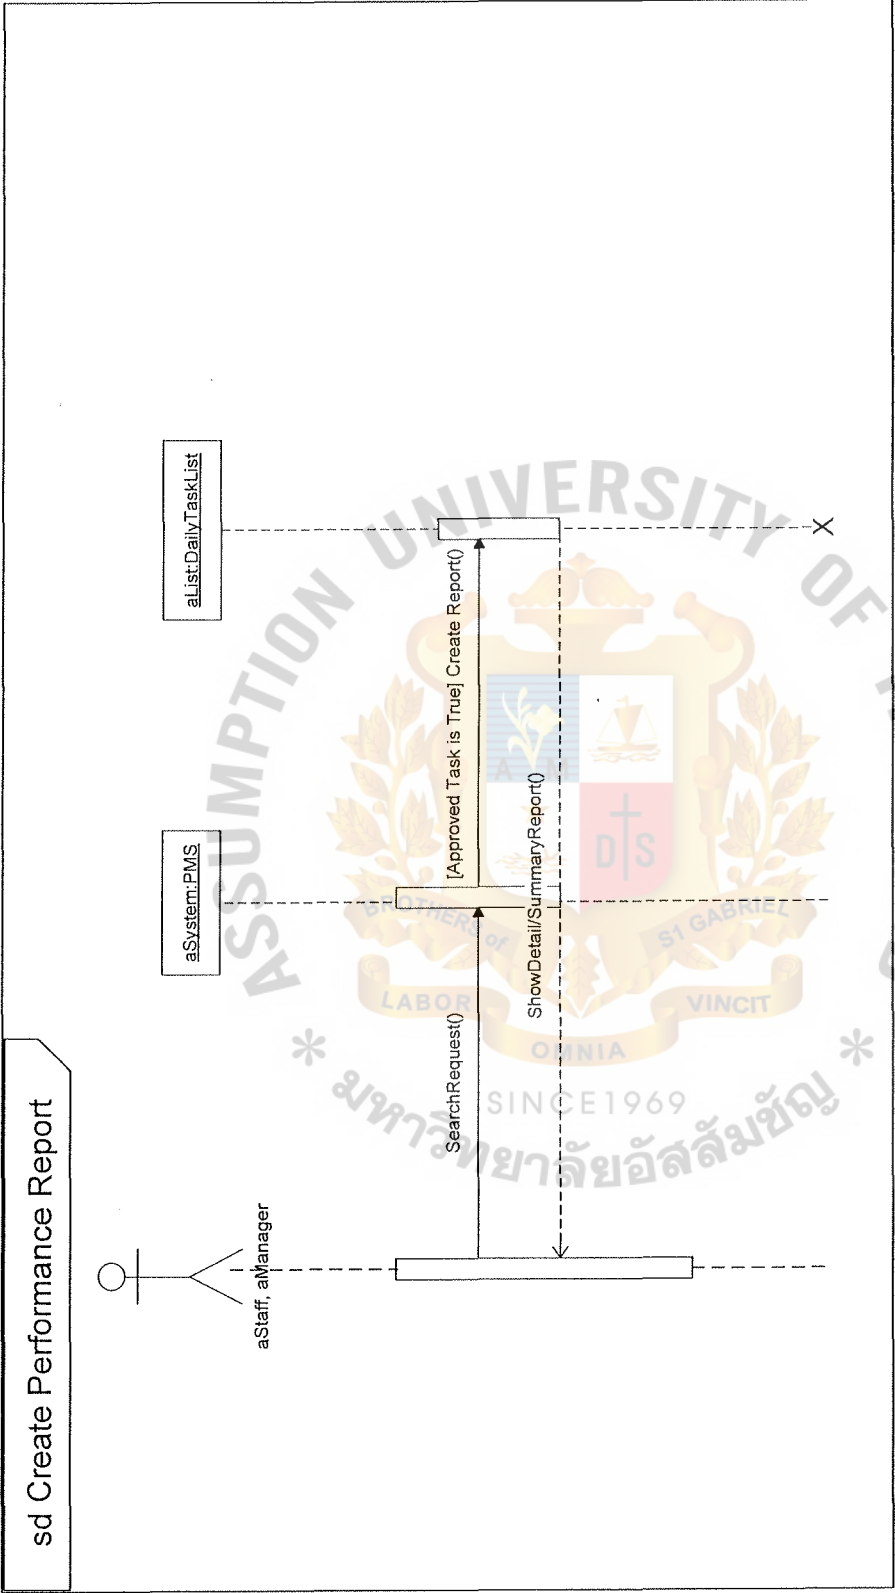 sd Create Performance Report
aStaff, aManager
aSystem:PMS
aList:DailyTaskList
SearchRequest()
[Approved Task is True] Create Report()
ShowDetail/SummaryReport()
X
ASSUMPTION UNIVERSITY OF
A M
D S
BROTHERS of
S1 GABRIEL
LABOR
VINCIT
OMNIA
SINCE1969
* มหาวิทยาลัยอัสสัมชัญ *